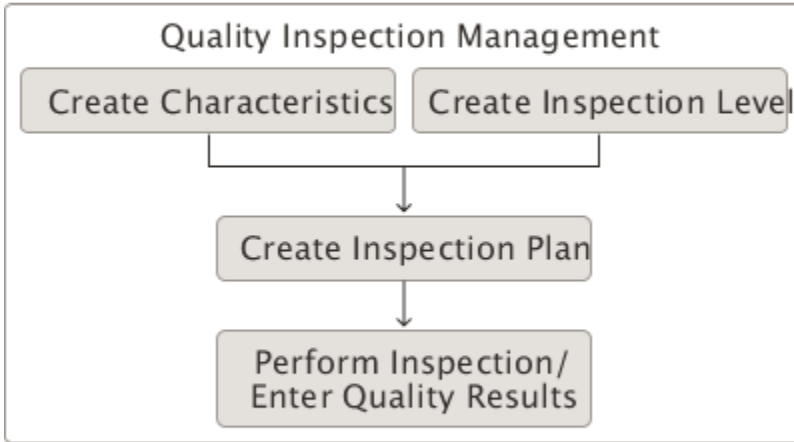 Quality Inspection Management
Create Characteristics
Create Inspection Level
Create Inspection Plan
Perform Inspection/
Enter Quality Results